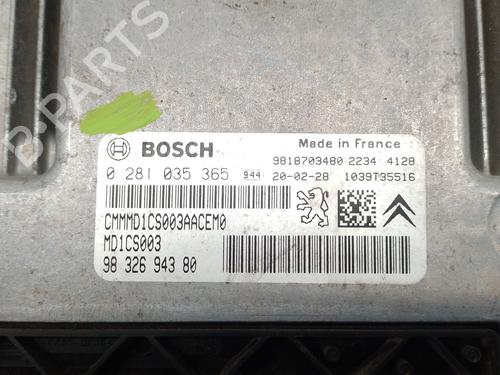 B-PARTS
BOSCH
Made in France
9818703480 2234 4128
0 281 035 365 944 20-02-28 1039T35516
CMMMD1CS003AACEM0
MD1CS003
98 326 943 80